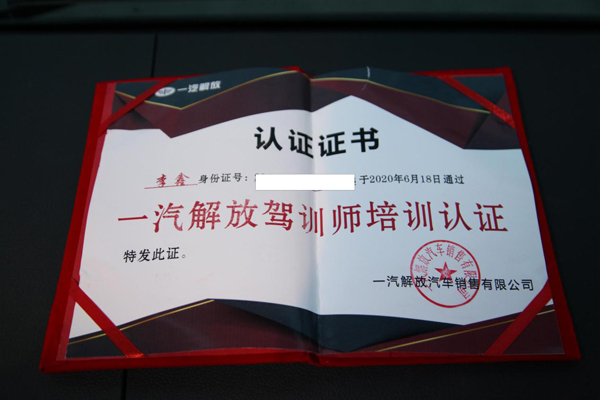 一汽解放
认证证书
李鑫 身份证号: 于2020年6月18日通过
一汽解放驾训师培训认证
特发此证。
一汽解放汽车销售有限公司